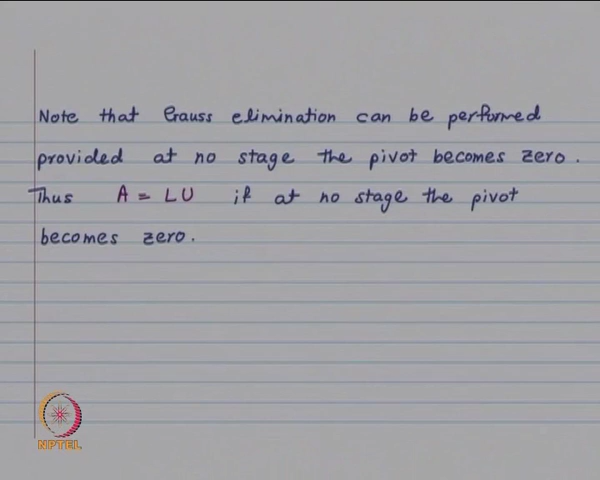 Note that Gauss elimination can be performed
provided at no stage the pivot becomes zero.
Thus A = LU if at no stage the pivot
becomes zero.
NPTEL